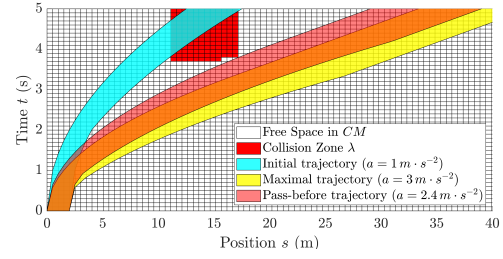 5
4
3
2
1
0
Time t (s)
Free Space in CM
Collision Zone λ
Initial trajectory (a = 1 m · s⁻²)
Maximal trajectory (a = 3 m · s⁻²)
Pass-before trajectory (a = 2.4 m · s⁻²)
0 5 10 15 20 25 30 35 40
Position s (m)